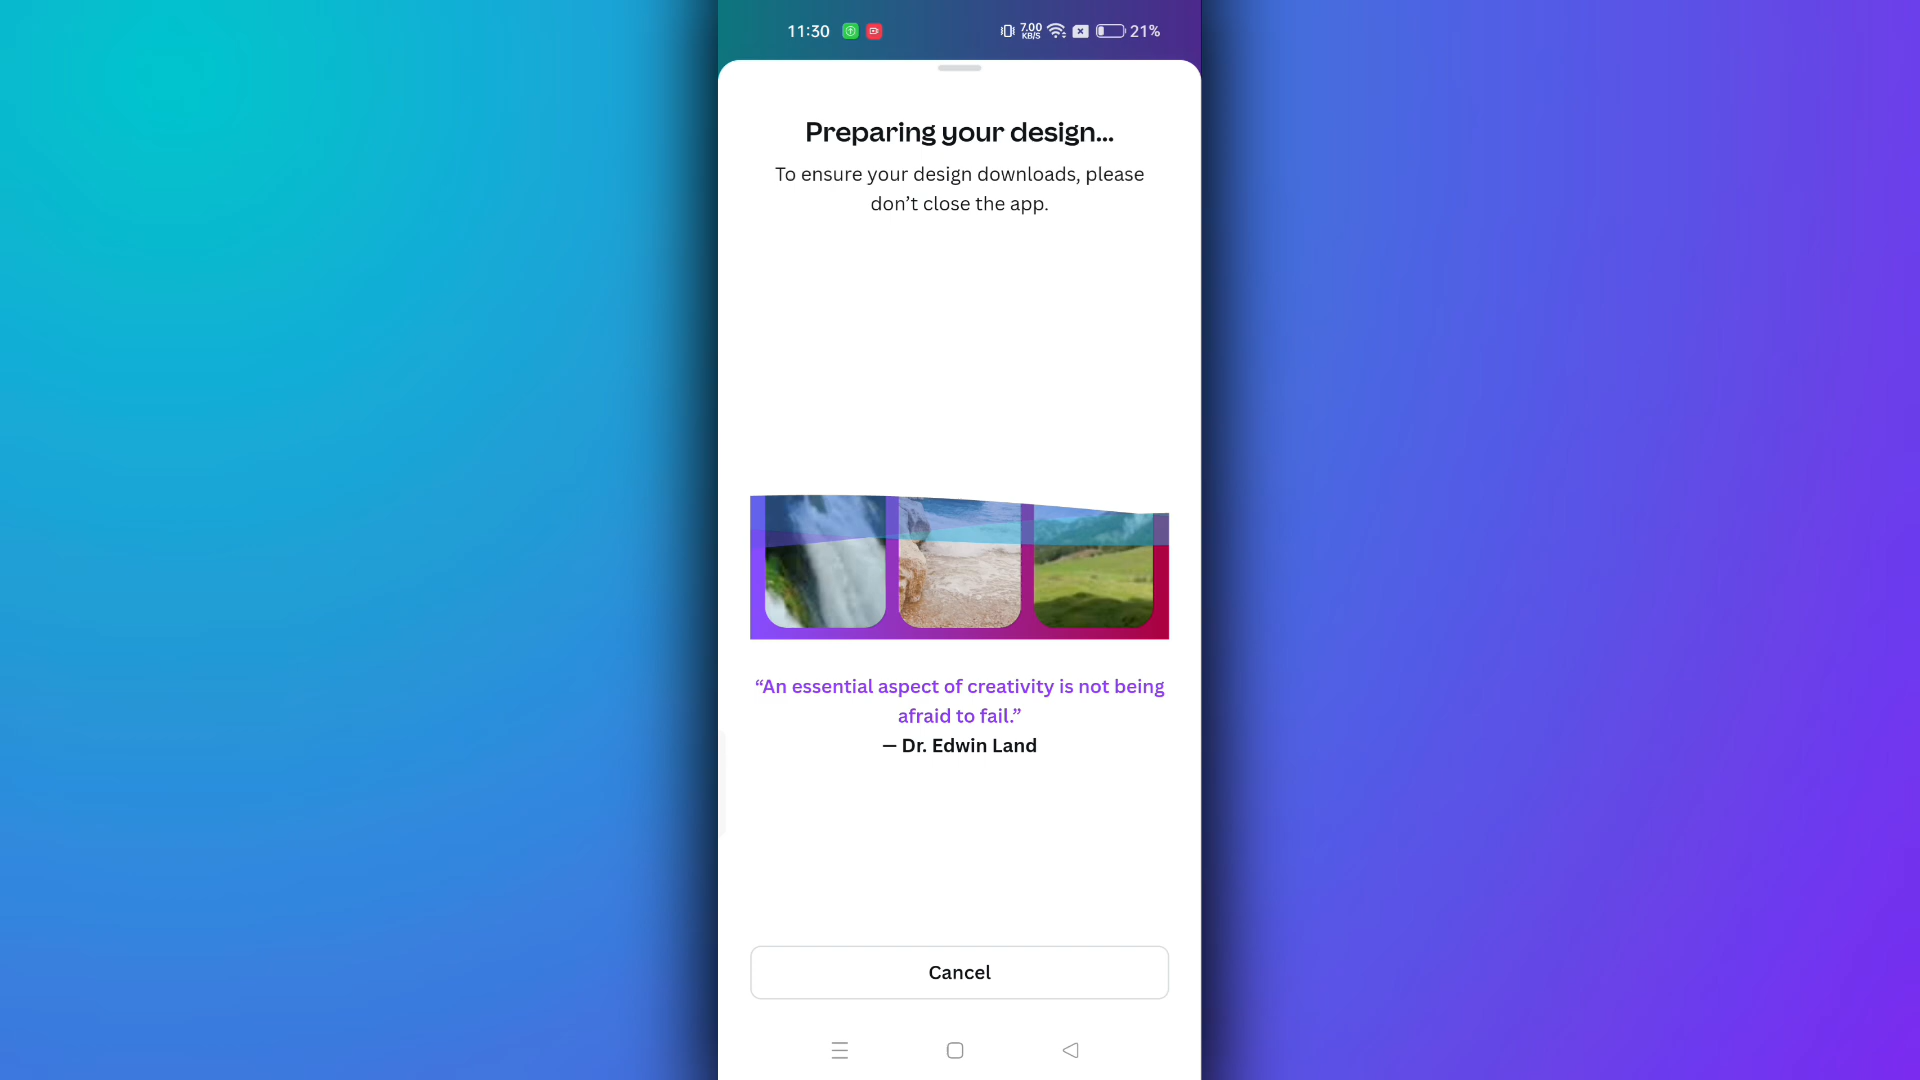 11:30 7.00 KB/S 21%
Preparing your design...
To ensure your design downloads, please
don’t close the app.
“An essential aspect of creativity is not being
afraid to fail.”
— Dr. Edwin Land
Cancel